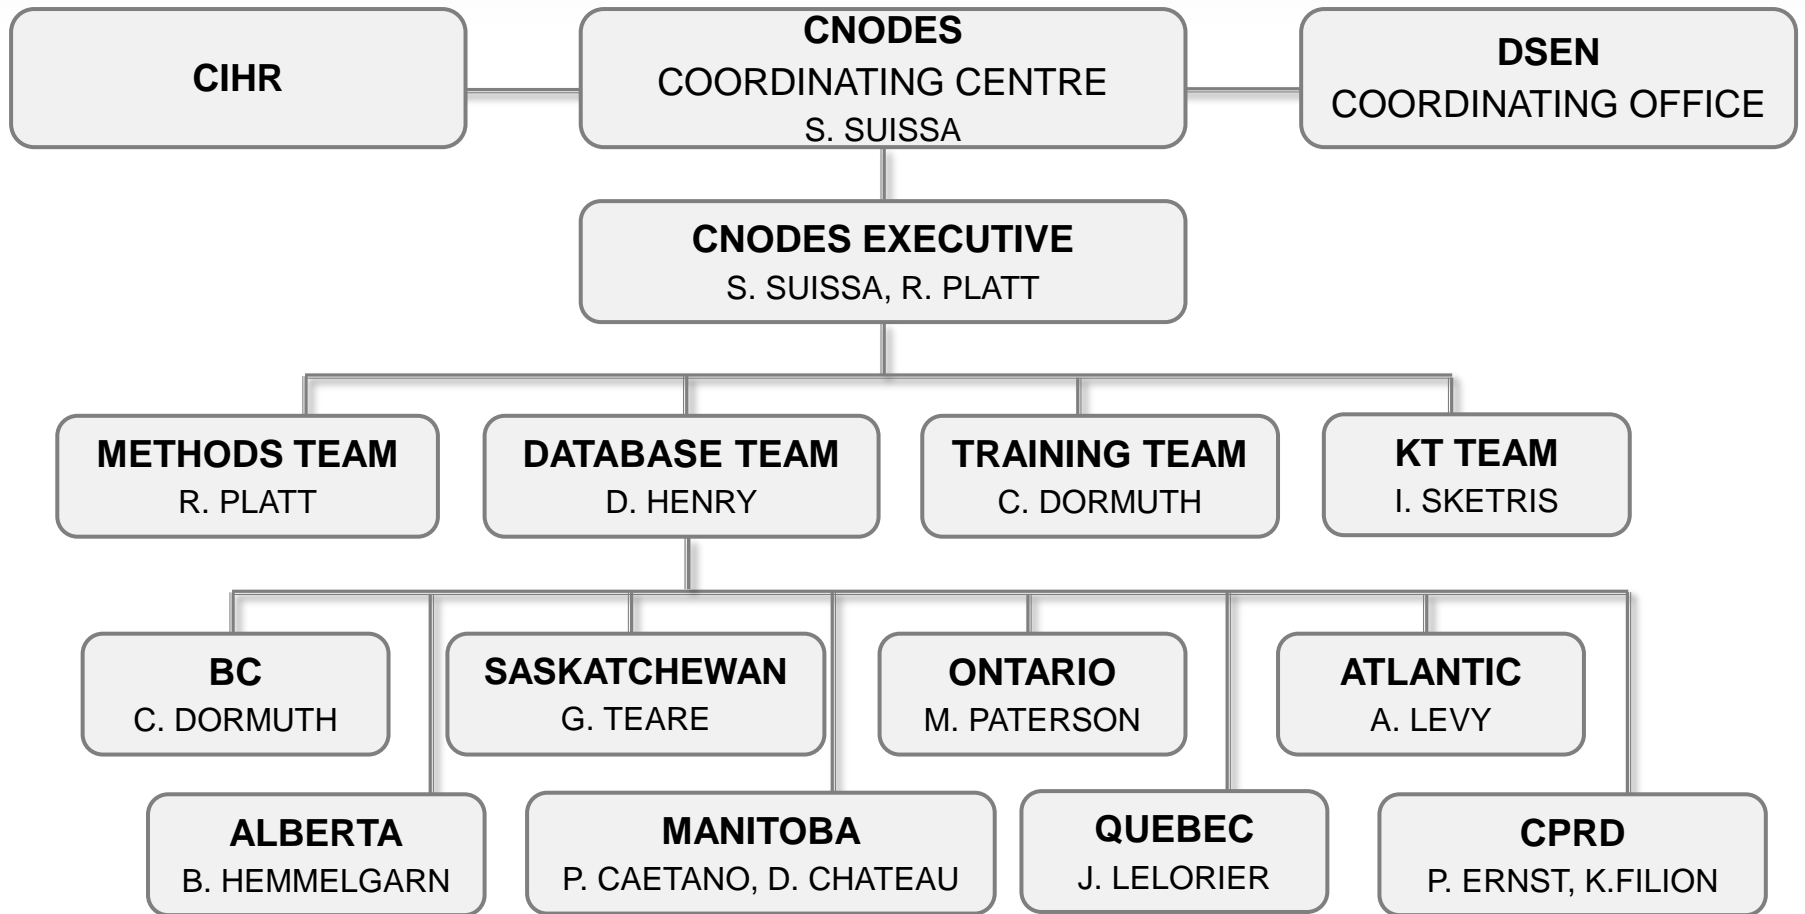 CIHR
CNODES
COORDINATING CENTRE
S. SUISSA
DSEN
COORDINATING OFFICE
CNODES EXECUTIVE
S. SUISSA, R. PLATT
METHODS TEAM
R. PLATT
DATABASE TEAM
D. HENRY
TRAINING TEAM
C. DORMUTH
KT TEAM
I. SKETRIS
BC
C. DORMUTH
SASKATCHEWAN
G. TEARE
ONTARIO
M. PATERSON
ATLANTIC
A. LEVY
ALBERTA
B. HEMMELGARN
MANITOBA
P. CAETANO, D. CHATEAU
QUEBEC
J. LELORIER
CPRD
P. ERNST, K.FILION